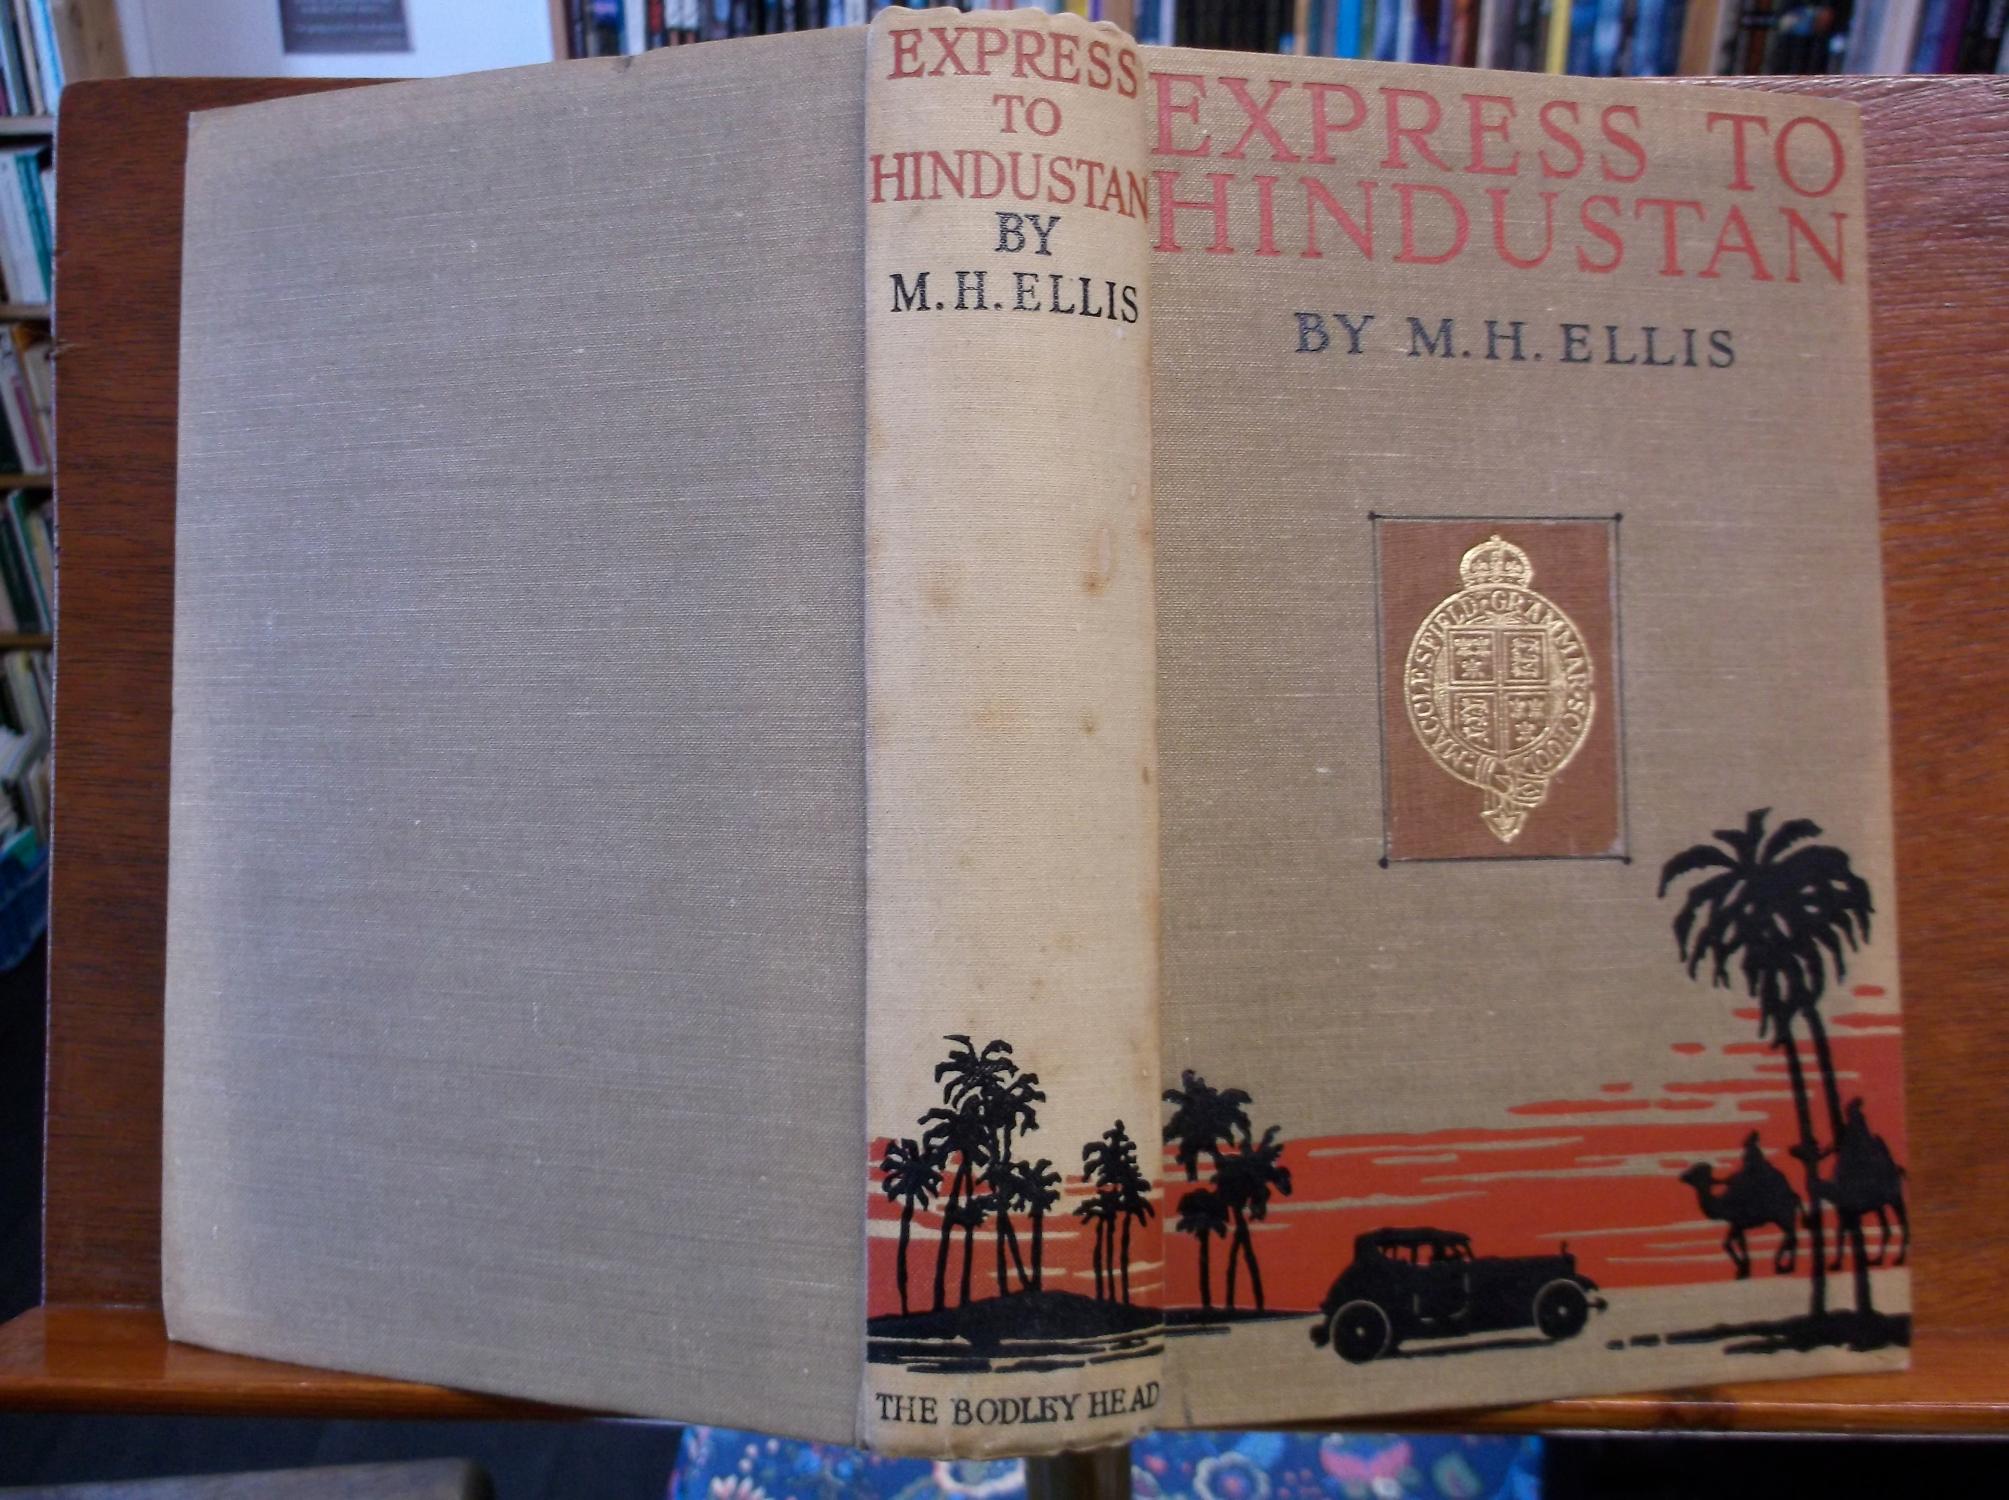 EXPRESS
TO
HINDUSTAN
BY
M. H. ELLIS
THE BODLEY HEAD
EXPRESS TO
HINDUSTAN
BY M. H. ELLIS
MACCLESFIELD · GRAMMAR · SCHOOL